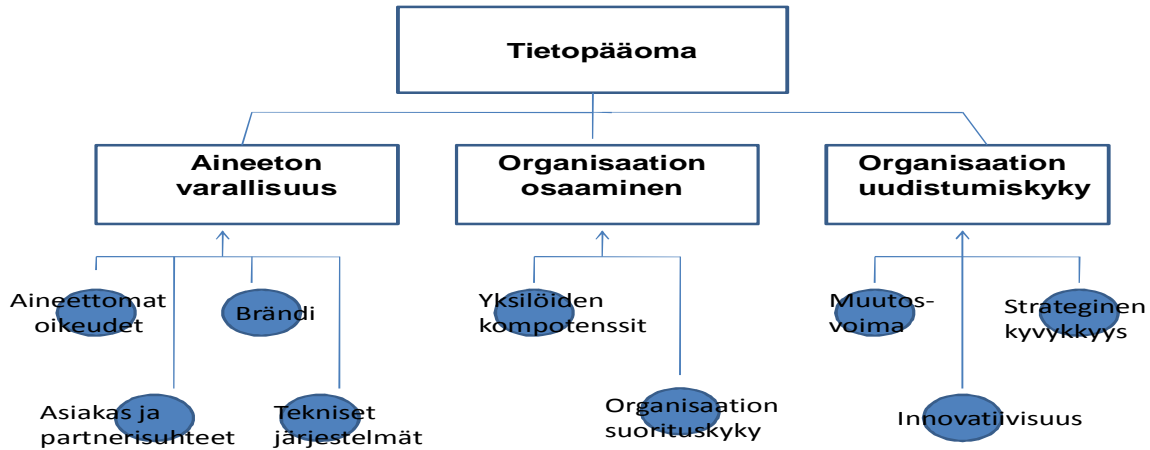 Tietopääoma
Aineeton
varallisuus
Organisaation
osaaminen
Organisaation
uudistumiskyky
Aineettomat
oikeudet
Brändi
Yksilöiden
kompotenssit
Muutos-
voima
Strateginen
kyvykkyys
Asiakas ja
partnerisuhteet
Tekniset
järjestelmät
Organisaation
suorituskyky
Innovatiivisuus